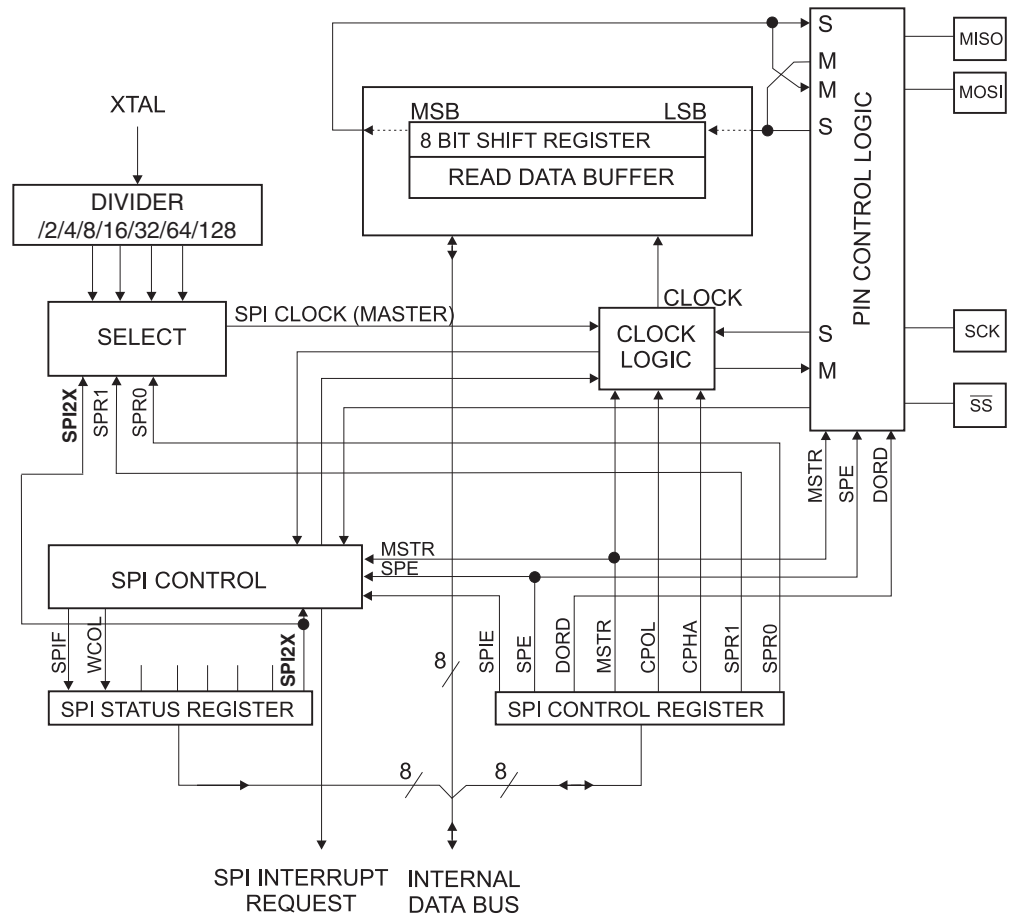 S
MISO
M
M
MOSI
XTAL
MSB
LSB
S
8 BIT SHIFT REGISTER
READ DATA BUFFER
PIN CONTROL LOGIC
DIVIDER
/2/4/8/16/32/64/128
SPI CLOCK (MASTER)
CLOCK
SELECT
CLOCK
LOGIC
S
M
SCK
SS
SPI2X
SPR1
SPR0
MSTR
SPE
DORD
SPI CONTROL
MSTR
SPE
SPIF
WCOL
SPI2X
8
SPIE
SPE
DORD
MSTR
CPOL
CPHA
SPR1
SPR0
SPI STATUS REGISTER
SPI CONTROL REGISTER
8
8
SPI INTERRUPT
REQUEST
INTERNAL
DATA BUS